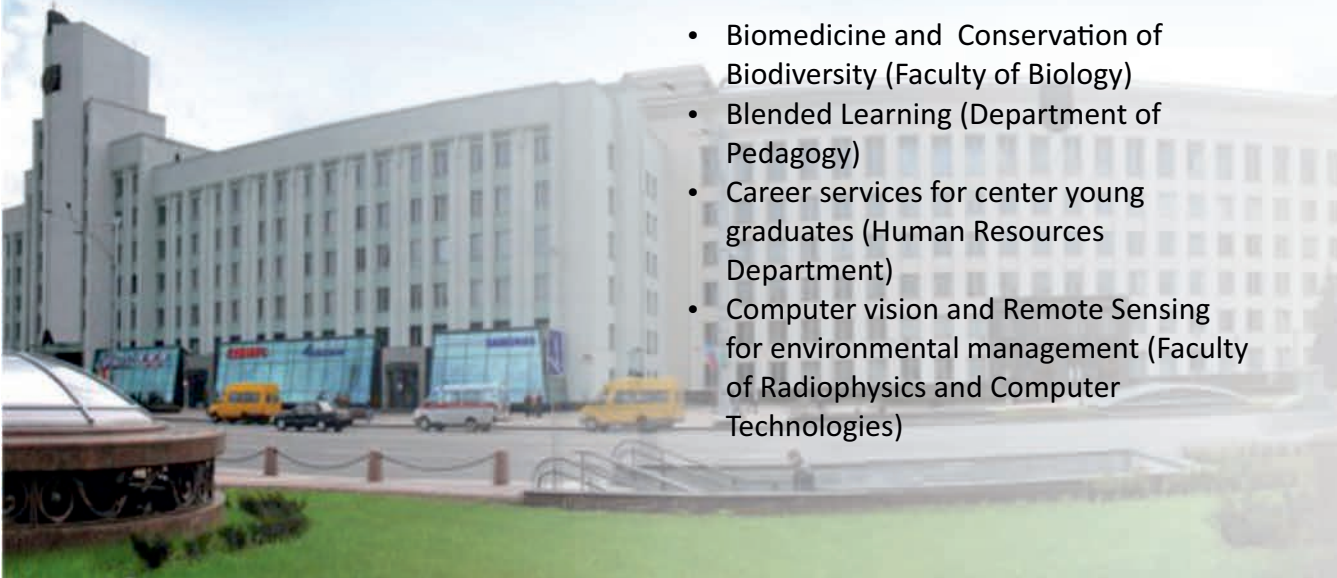 • Biomedicine and Conservation of
Biodiversity (Faculty of Biology)
• Blended Learning (Department of
Pedagogy)
• Career services for center young
graduates (Human Resources
Department)
• Computer vision and Remote Sensing
for environmental management (Faculty
of Radiophysics and Computer
Technologies)